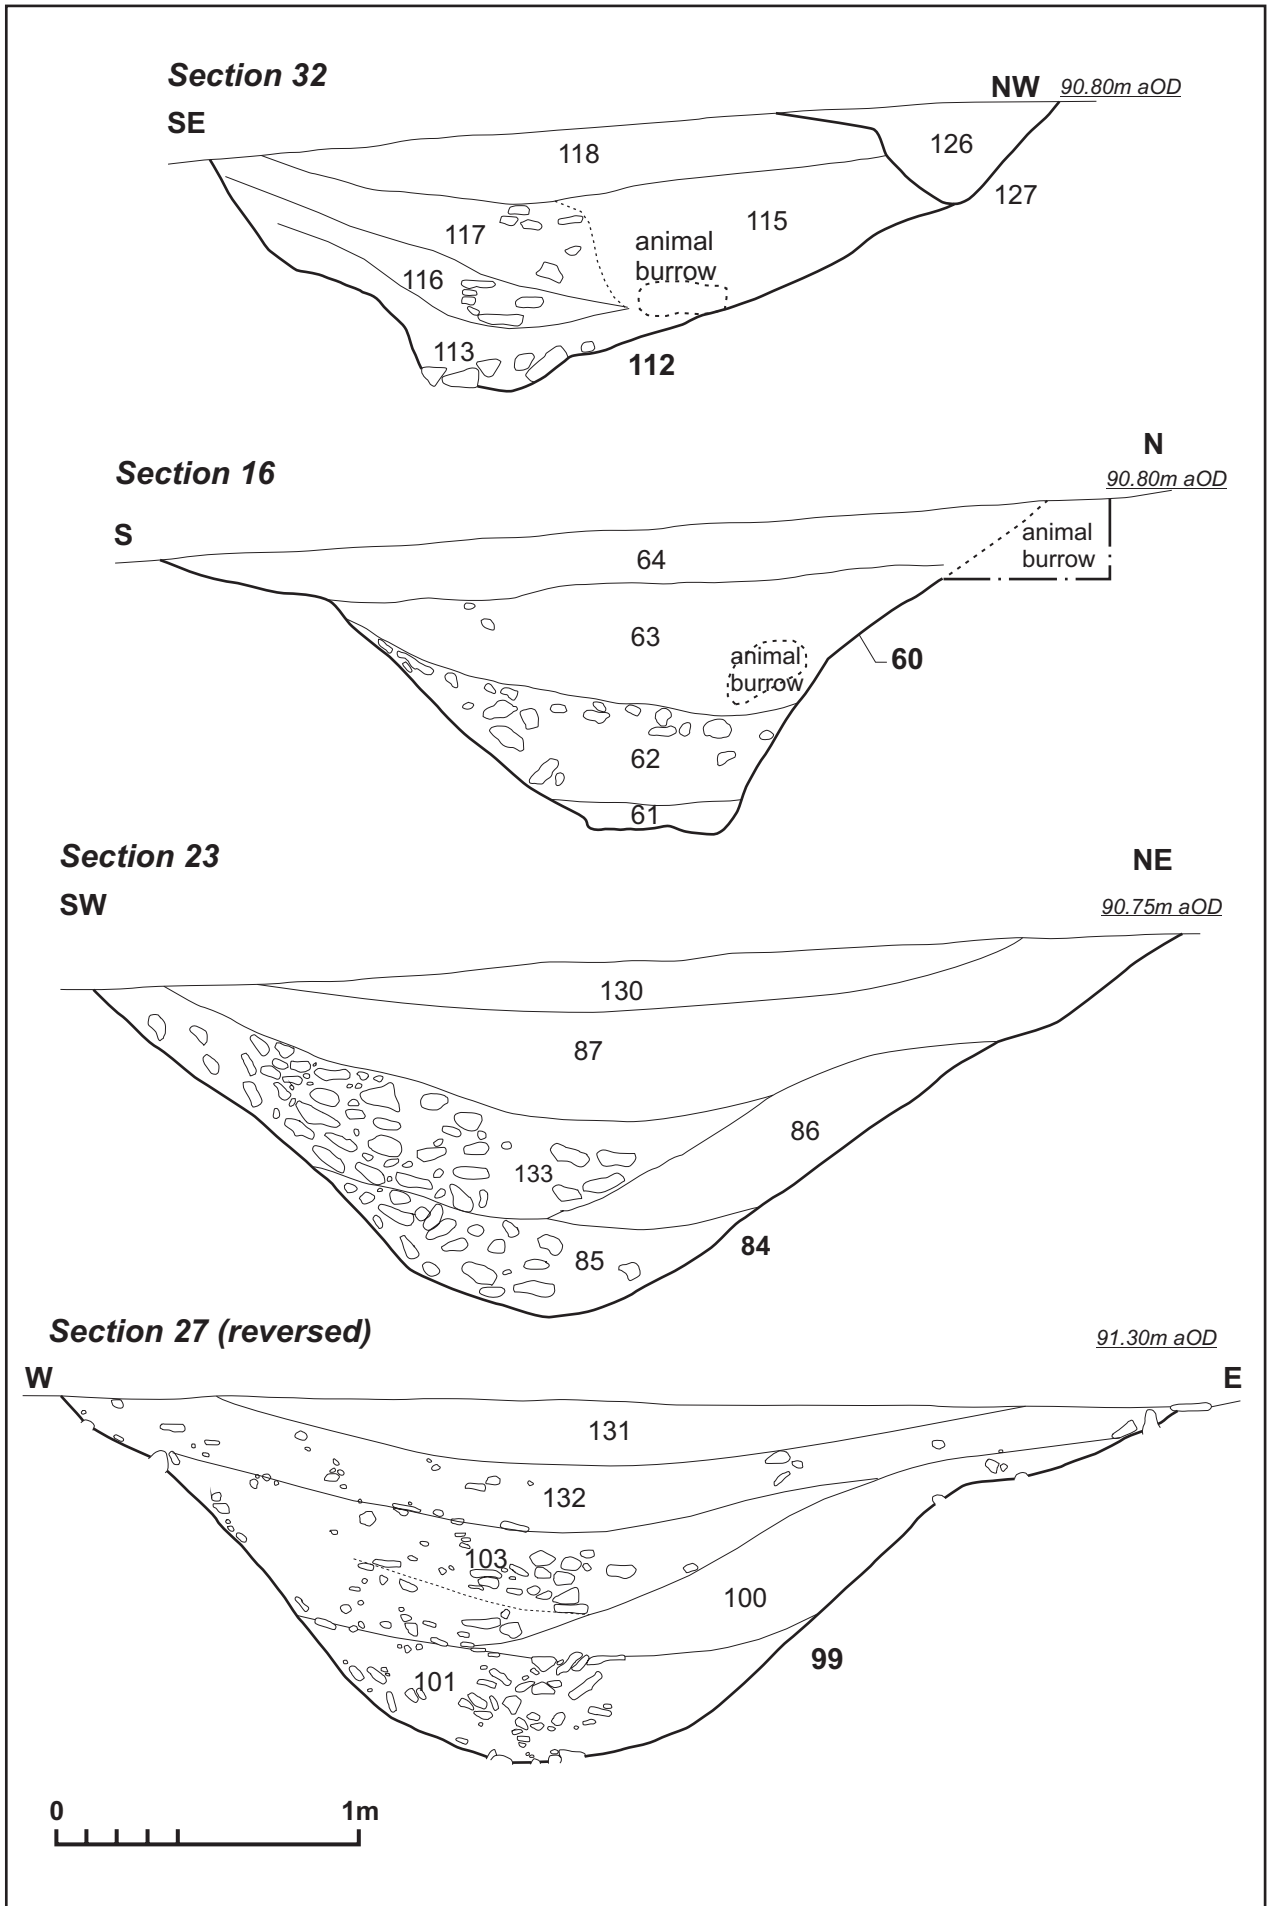 Section 32
NW 90.80m aOD
SE
118
126
127
117
115
animal
burrow
116
113
112
N
Section 16
90.80m aOD
S
animal
burrow
64
63
animal
burrow
60
62
61
Section 23
NE
SW
90.75m aOD
130
87
86
133
84
85
Section 27 (reversed)
91.30m aOD
W
E
131
132
103
100
99
101
0 1m